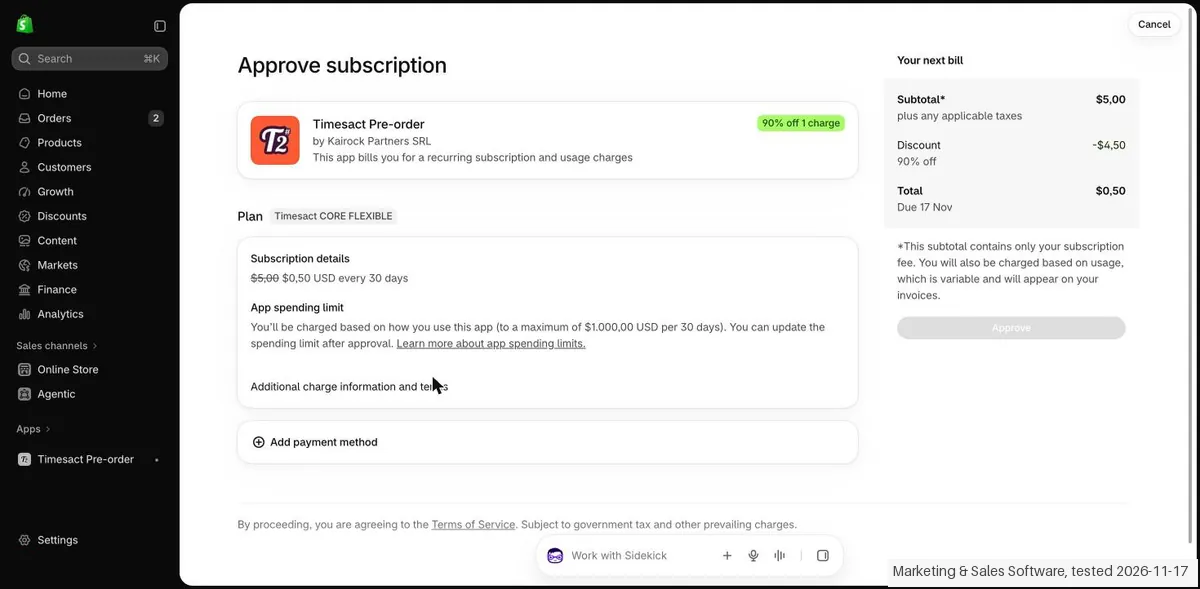 Search
⌘K
Home
Orders
2
Products
Customers
Growth
Discounts
Content
Markets
Finance
Analytics
Sales channels
Online Store
Agentic
Apps
Timesact Pre-order
Settings
Cancel
Approve subscription
T2
Timesact Pre-order
by Kairock Partners SRL
This app bills you for a recurring subscription and usage charges
90% off 1 charge
Plan
Timesact CORE FLEXIBLE
Subscription details
$5,00 $0,50 USD every 30 days
App spending limit
You'll be charged based on how you use this app (to a maximum of $1.000,00 USD per 30 days). You can update the
spending limit after approval. Learn more about app spending limits.
Additional charge information and terms
Add payment method
By proceeding, you are agreeing to the Terms of Service. Subject to government tax and other prevailing charges.
Work with Sidekick
Your next bill
Subtotal* $5,00
plus any applicable taxes
Discount -$4,50
90% off
Total $0,50
Due 17 Nov
*This subtotal contains only your subscription
fee. You will also be charged based on usage,
which is variable and will appear on your
invoices.
Approve
Marketing & Sales Software, tested 2026-11-17